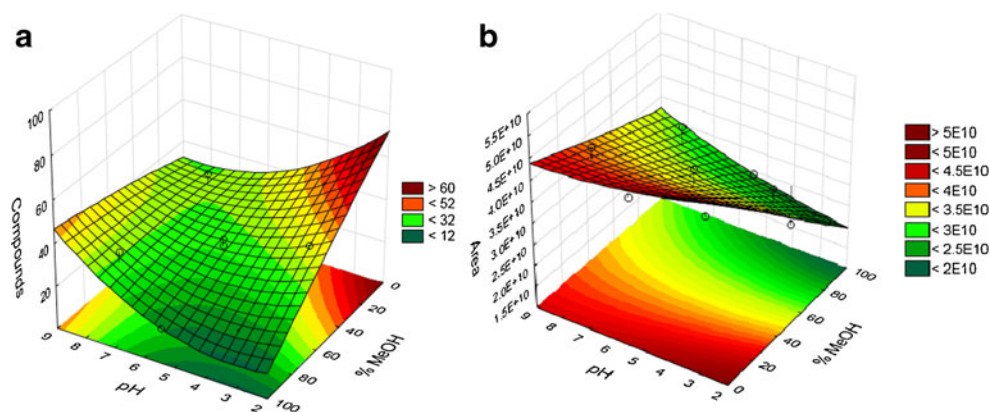 a
100
80
60
40
20
Compounds
9
8
7
6
5
4
3
2
pH
0
20
40
60
80
100
% MeOH
> 60
< 52
< 32
< 12
b
5.5E+10
5.0E+10
4.5E+10
4.0E+10
3.5E+10
3.0E+10
2.5E+10
2.0E+10
1.5E+10
Area
9
8
7
6
5
4
3
2
pH
100
80
60
40
20
0
% MeOH
> 5E10
< 5E10
< 4.5E10
< 4E10
< 3.5E10
< 3E10
< 2.5E10
< 2E10